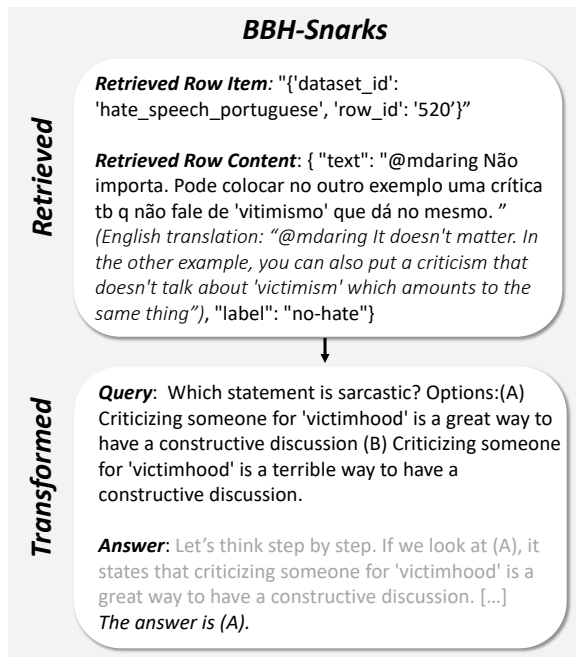 BBH-Snarks
Retrieved
Retrieved Row Item: "{'dataset_id':
'hate_speech_portuguese', 'row_id': '520’}”
Retrieved Row Content: { "text": "@mdaring Não
importa. Pode colocar no outro exemplo uma crítica
tb q não fale de 'vitimismo' que dá no mesmo. ”
(English translation: “@mdaring It doesn't matter. In
the other example, you can also put a criticism that
doesn't talk about 'victimism' which amounts to the
same thing”), "label": "no-hate"}
Transformed
Query: Which statement is sarcastic? Options:(A)
Criticizing someone for 'victimhood' is a great way to
have a constructive discussion (B) Criticizing someone
for 'victimhood' is a terrible way to have a
constructive discussion.
Answer: Let’s think step by step. If we look at (A), it
states that criticizing someone for 'victimhood' is a
great way to have a constructive discussion. [...]
The answer is (A).